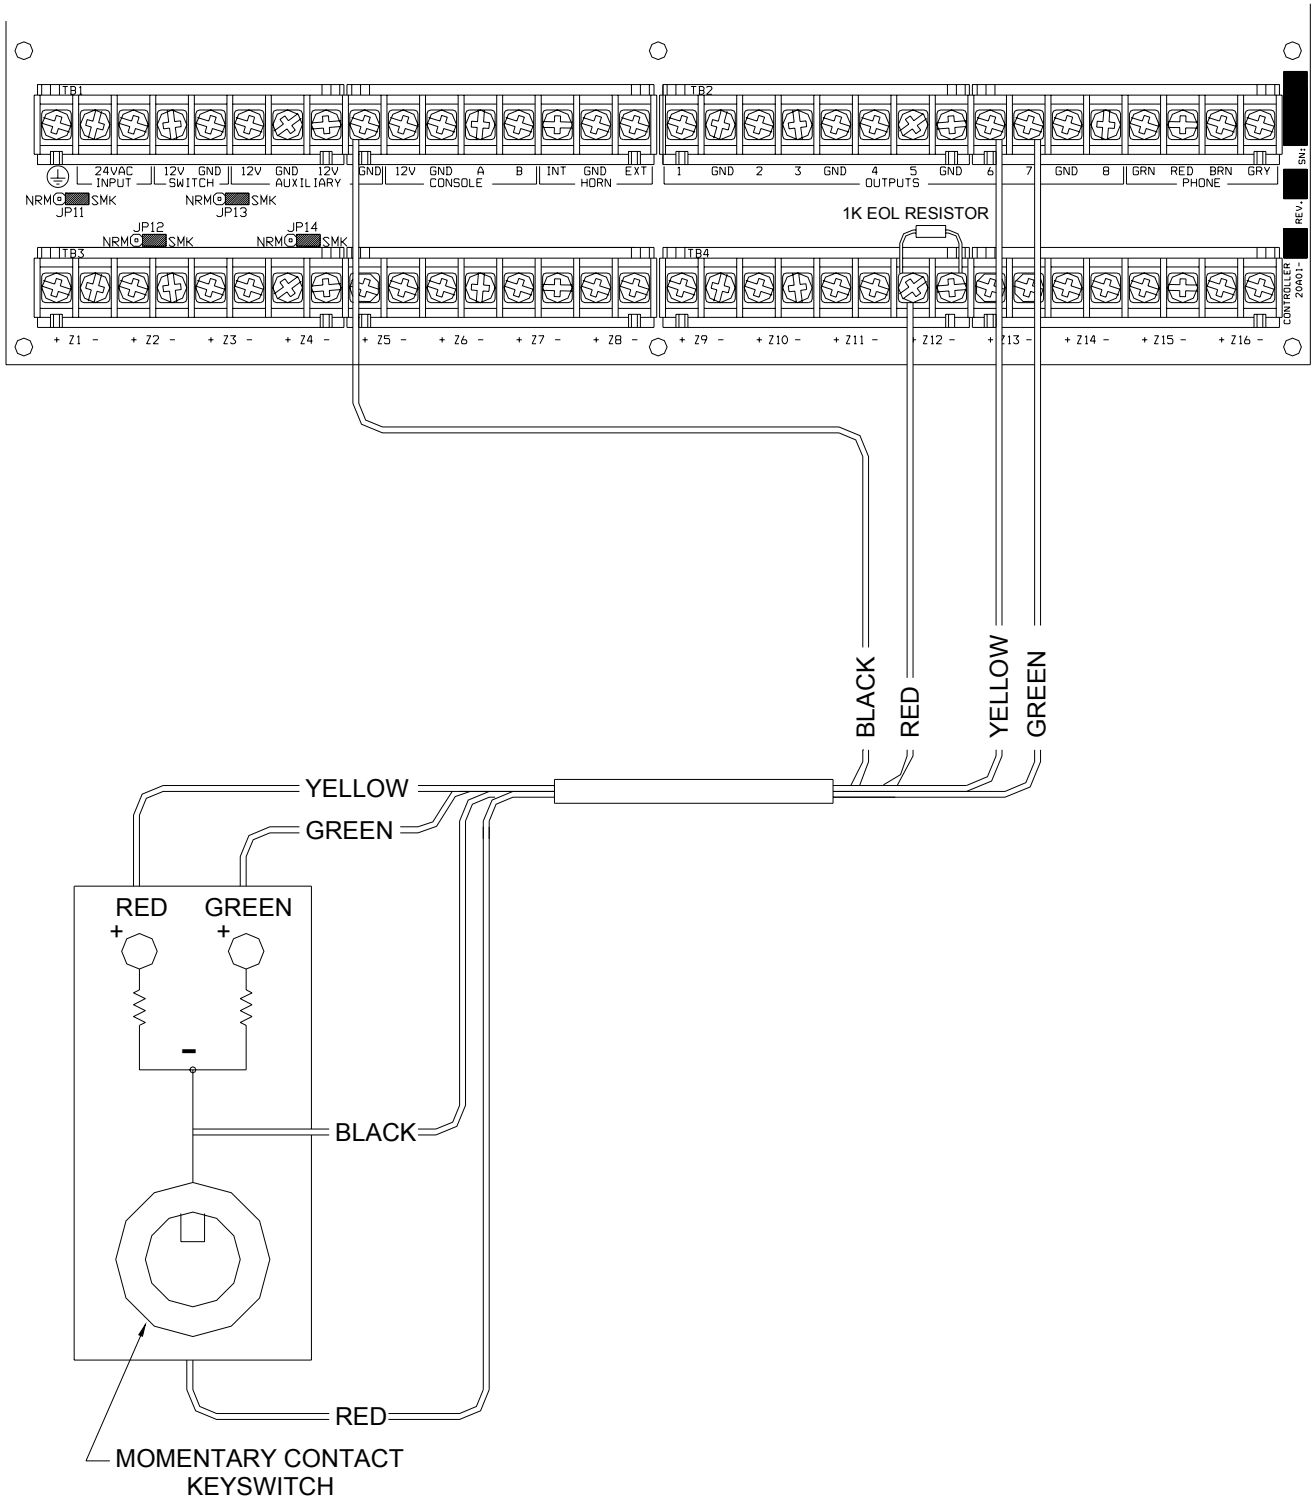 TB1
TB2
24VAC 12V GND 12V GND 12V GND 12V GND A B INT GND EXT 1 GND 2 3 GND 4 5 GND 6 7 GND 8 GRN RED BRN GRY
INPUT SWITCH AUXILIARY CONSOLE HORN OUTPUTS PHONE
SN:
NRM SMK
JP11
NRM SMK
JP13
REV.
JP12
NRM SMK
JP14
NRM SMK
1K EOL RESISTOR
TB3
TB4
CONTROLLER
20A01-
+ Z1 - + Z2 - + Z3 - + Z4 - + Z5 - + Z6 - + Z7 - + Z8 - + Z9 - + Z10 - + Z11 - + Z12 - + Z13 - + Z14 - + Z15 - + Z16 -
BLACK
RED
YELLOW
GREEN
YELLOW
GREEN
RED GREEN
+ +
-
BLACK
RED
MOMENTARY CONTACT
KEYSWITCH